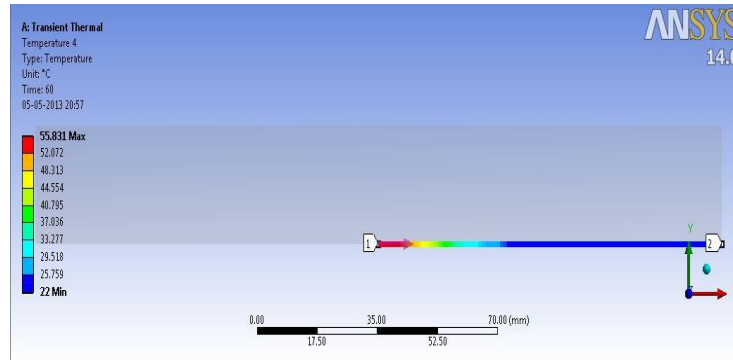 A: Transient Thermal
Temperature 4
Type: Temperature
Unit: °C
Time: 60
05-05-2013 20:57
ANSYS
14.0
55.831 Max
52.072
48.313
44.554
40.795
37.036
33.277
29.518
25.759
22 Min
1
2
Y
0.00 35.00 70.00 (mm)
17.50 52.50